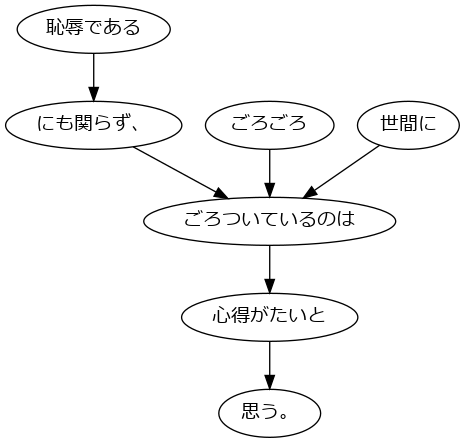 恥辱である
にも関らず、
ごろごろ
世間に
ごろついているのは
心得がたいと
思う。